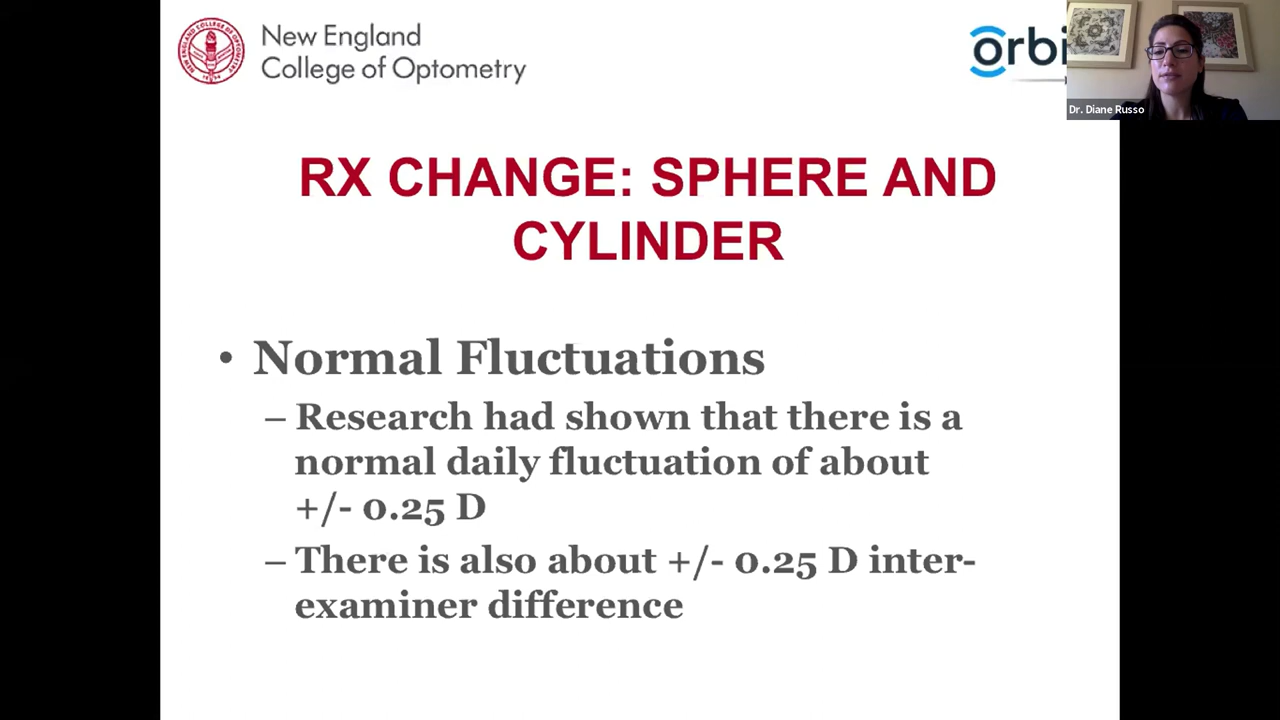 New England
College of Optometry
orbi
Dr. Diane Russo
RX CHANGE: SPHERE AND
CYLINDER
• Normal Fluctuations
– Research had shown that there is a
normal daily fluctuation of about
+/- 0.25 D
– There is also about +/- 0.25 D inter-
examiner difference